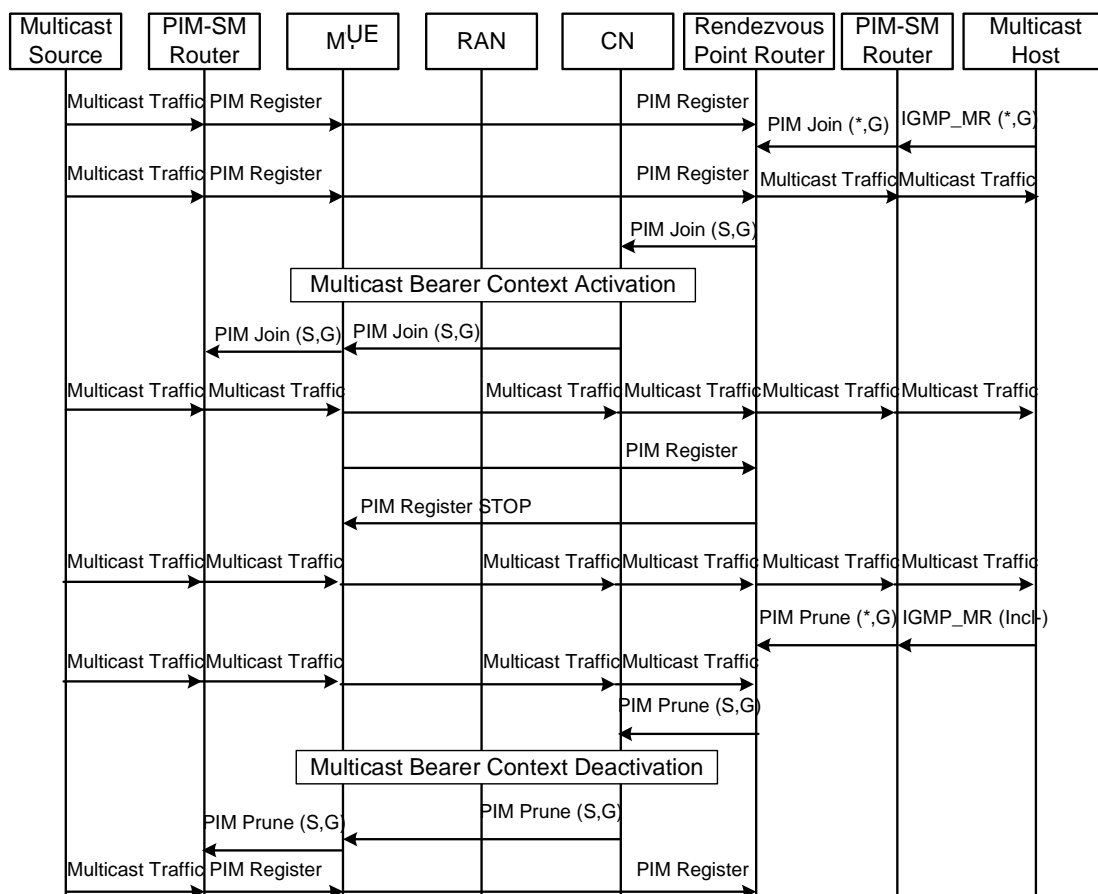 Multicast Source
PIM-SM Router
UE
RAN
CN
Rendezvous Point Router
PIM-SM Router
Multicast Host
Multicast Traffic PIM Register PIM Register
PIM Join (*,G) IGMP_MR (*,G)
Multicast Traffic PIM Register PIM Register Multicast Traffic Multicast Traffic
PIM Join (S,G)
Multicast Bearer Context Activation
PIM Join (S,G) PIM Join (S,G)
Multicast Traffic Multicast Traffic Multicast Traffic Multicast Traffic Multicast Traffic Multicast Traffic
PIM Register
PIM Register STOP
Multicast Traffic Multicast Traffic Multicast Traffic Multicast Traffic Multicast Traffic Multicast Traffic
PIM Prune (*,G) IGMP_MR (Incl-)
Multicast Traffic Multicast Traffic Multicast Traffic Multicast Traffic
PIM Prune (S,G)
Multicast Bearer Context Deactivation
PIM Prune (S,G) PIM Prune (S,G)
Multicast Traffic PIM Register PIM Register